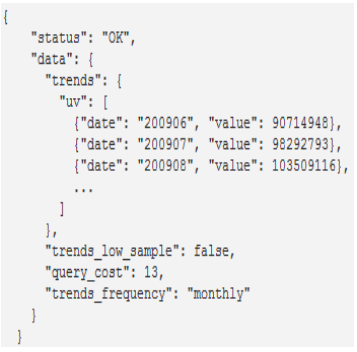 {
"status": "OK",
"data": {
"trends": {
"uv": [
{"date": "200906", "value": 90714948},
{"date": "200907", "value": 98292793},
{"date": "200908", "value": 103509116},
...
]
},
"trends_low_sample": false,
"query_cost": 13,
"trends_frequency": "monthly"
}
}